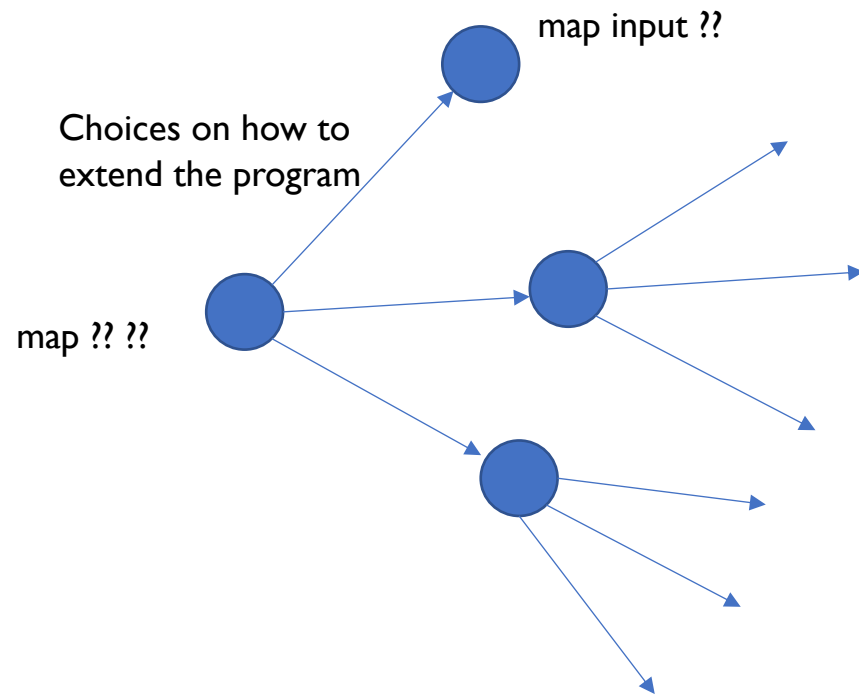 map input ??
Choices on how to
extend the program
map ?? ??